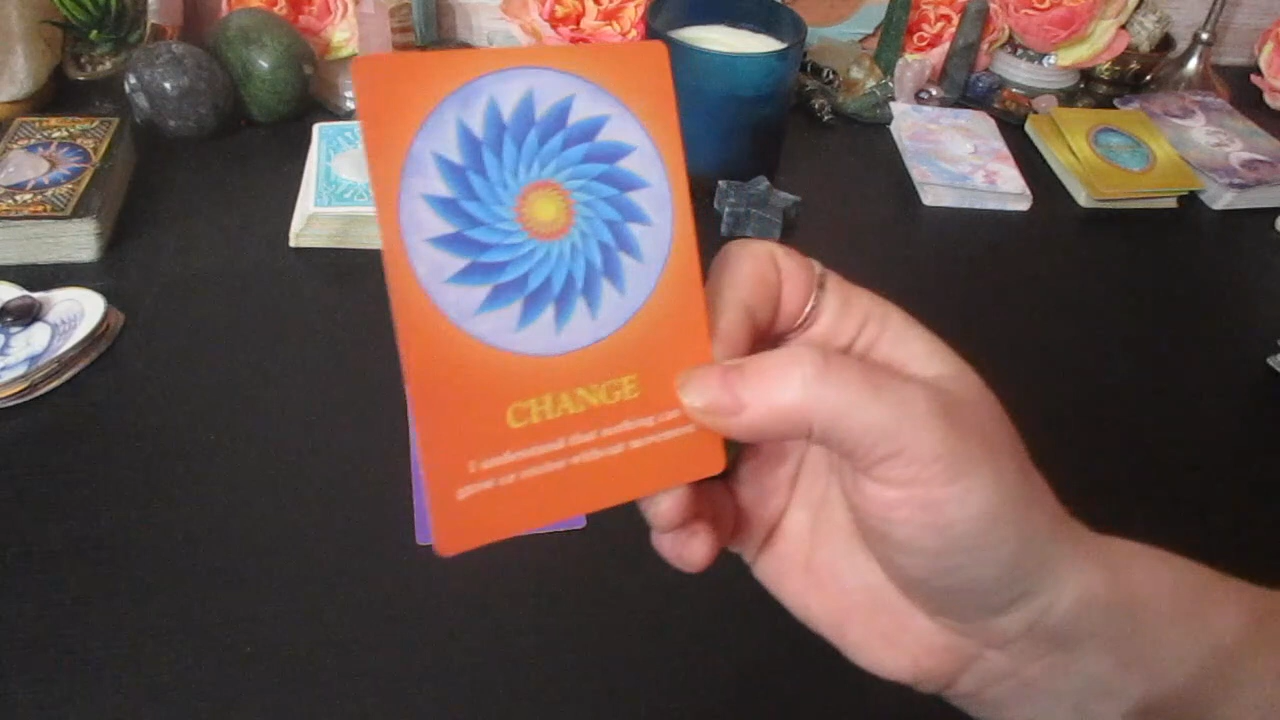 CHANGE
I understand that nothing can
grow or evolve without movement